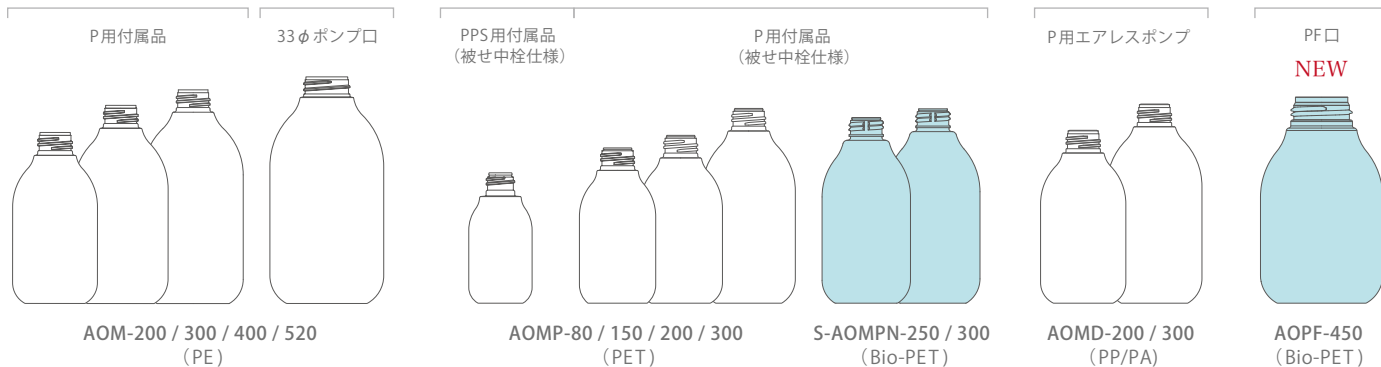 P用付属品
33φポンプ口
PPS用付属品
（被せ中栓仕様）
P用付属品
（被せ中栓仕様）
P用エアレスポンプ
PF口
NEW
AOM-200 / 300 / 400 / 520
（PE）
AOMP-80 / 150 / 200 / 300
（PET）
S-AOMPN-250 / 300
（Bio-PET）
AOMD-200 / 300
（PP/PA）
AOPF-450
（Bio-PET）